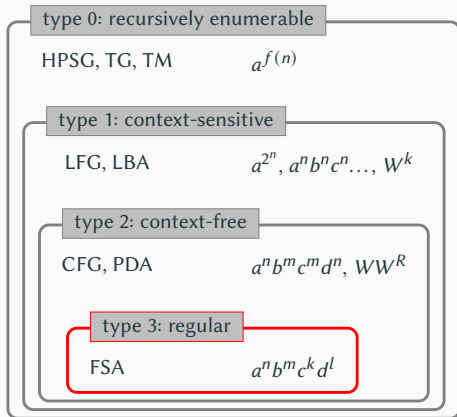 type 0: recursively enumerable
HPSG, TG, TM a^{f(n)}
type 1: context-sensitive
LFG, LBA a^{2^n}, a^n b^n c^n ..., W^k
type 2: context-free
CFG, PDA a^n b^m c^m d^n, WW^R
type 3: regular
FSA a^n b^m c^k d^l